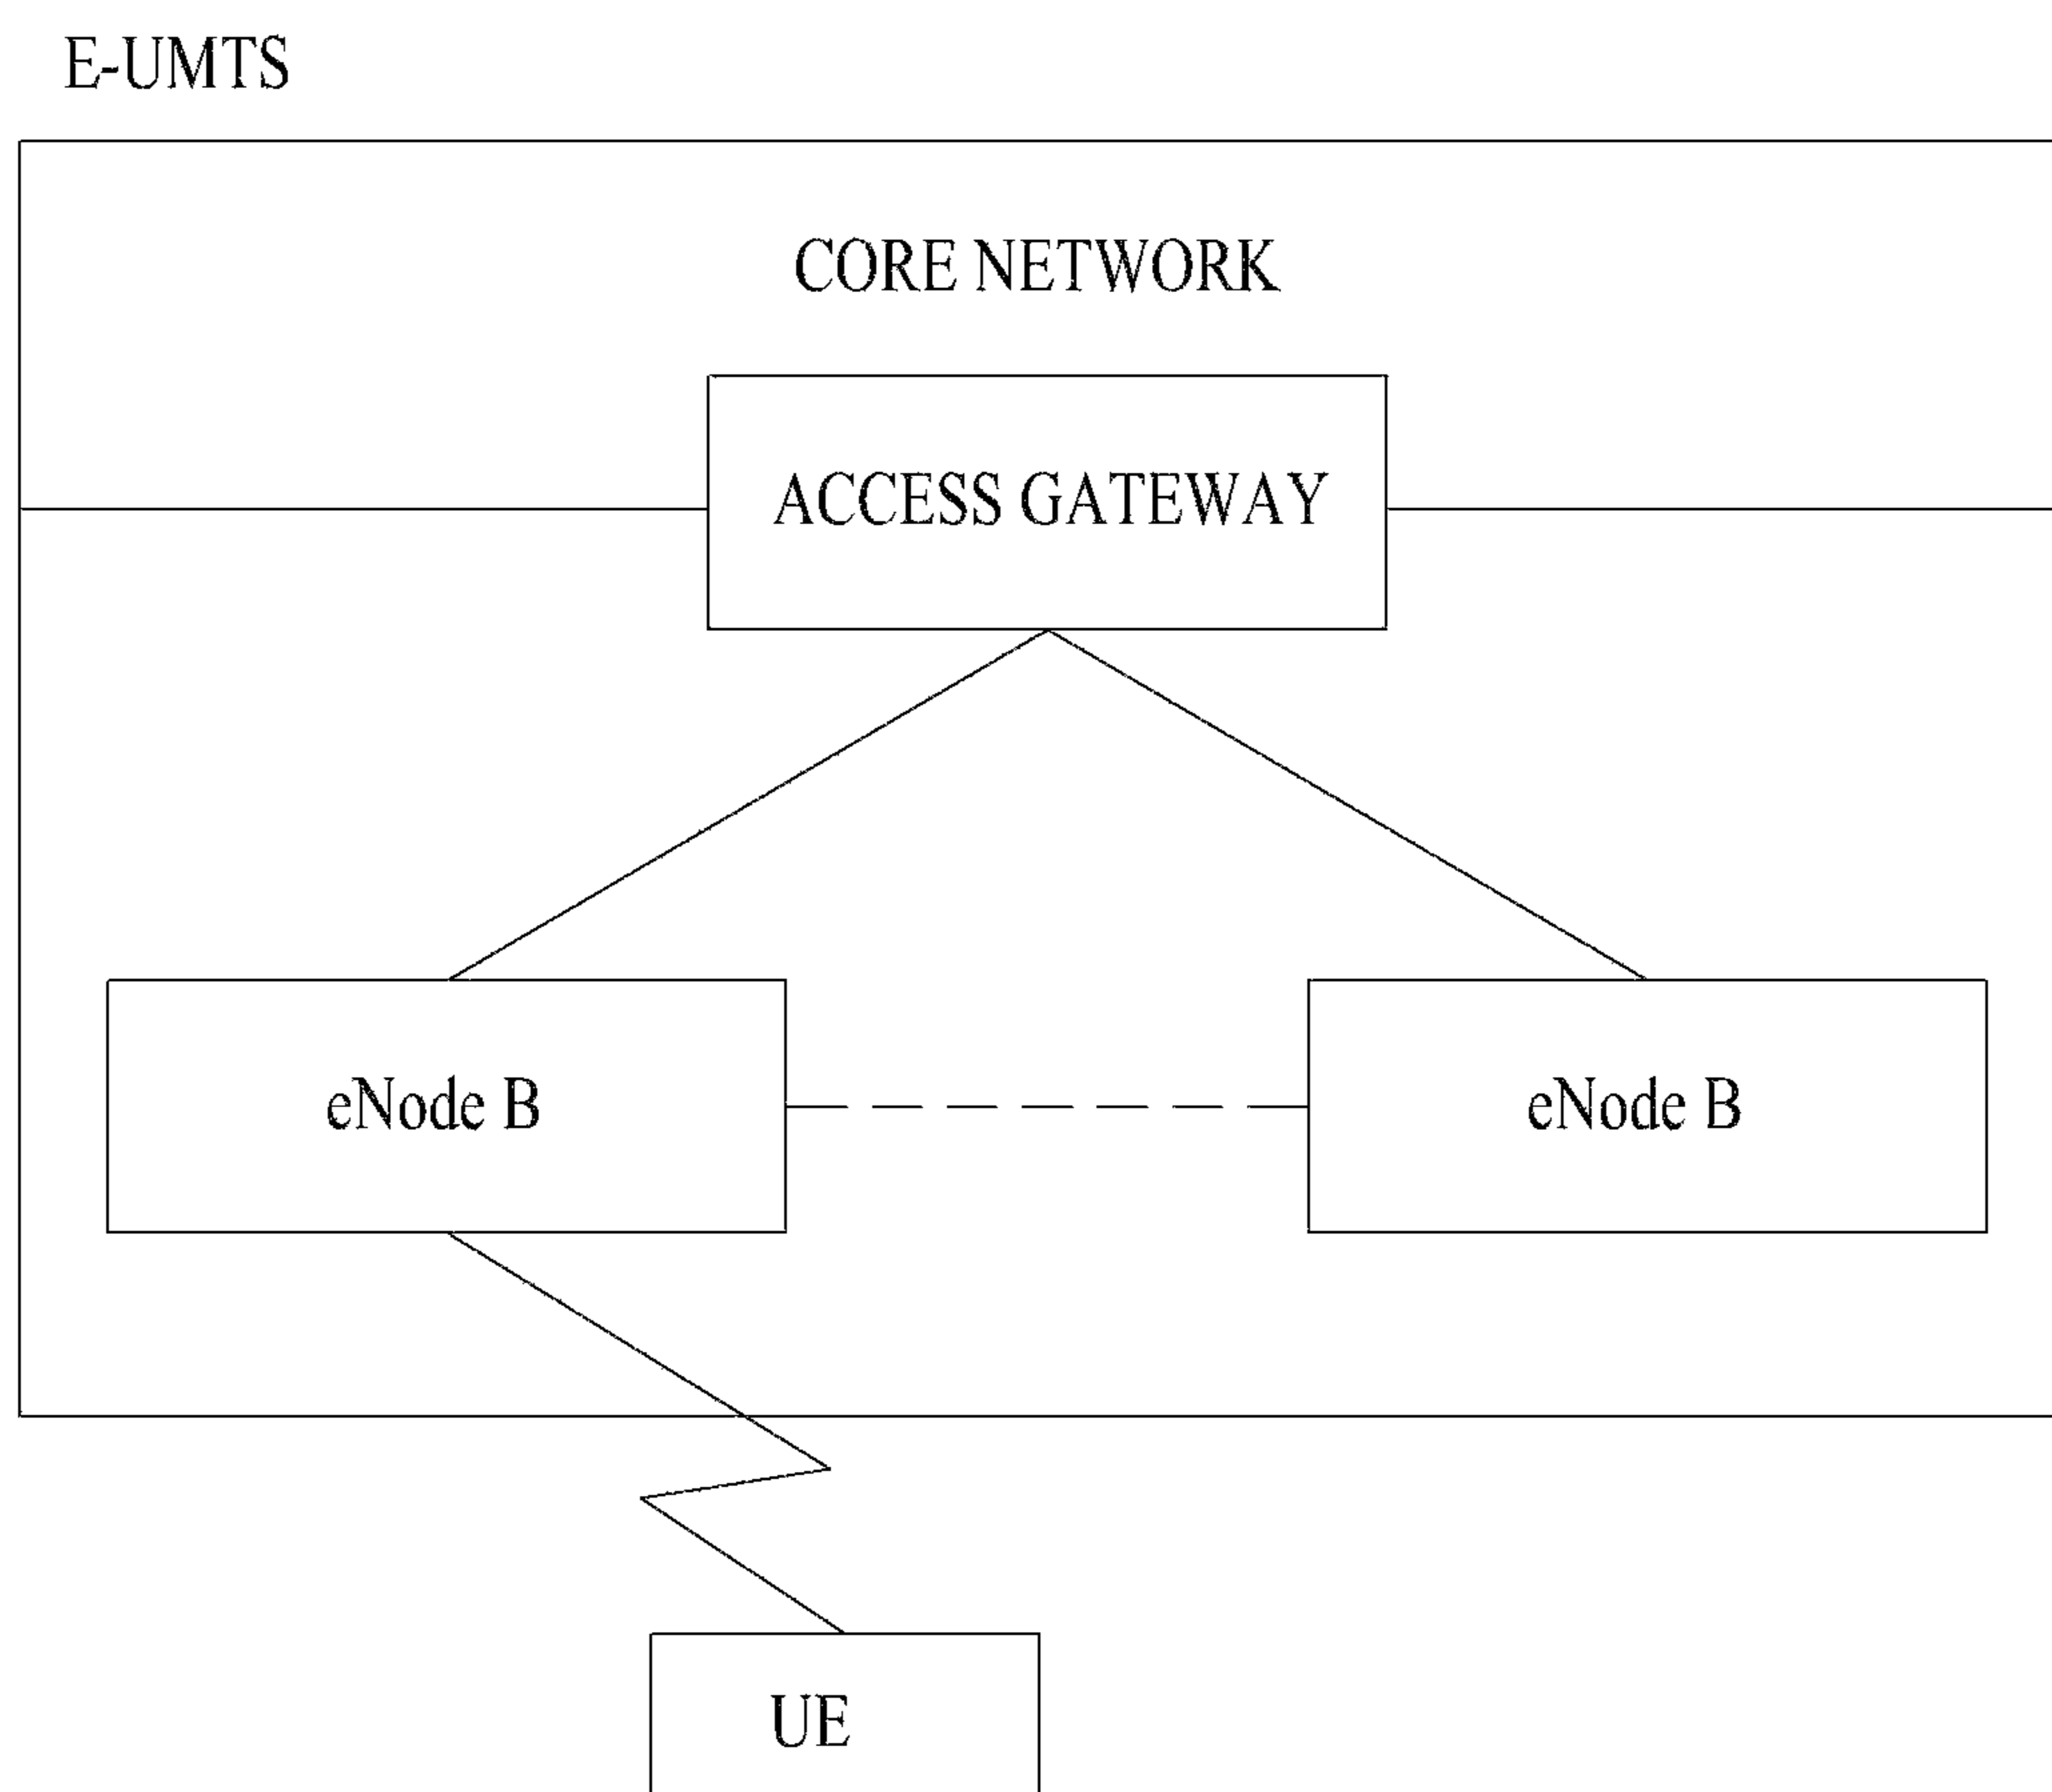 E-UMTS
CORE NETWORK
ACCESS GATEWAY
eNode B
eNode B
UE